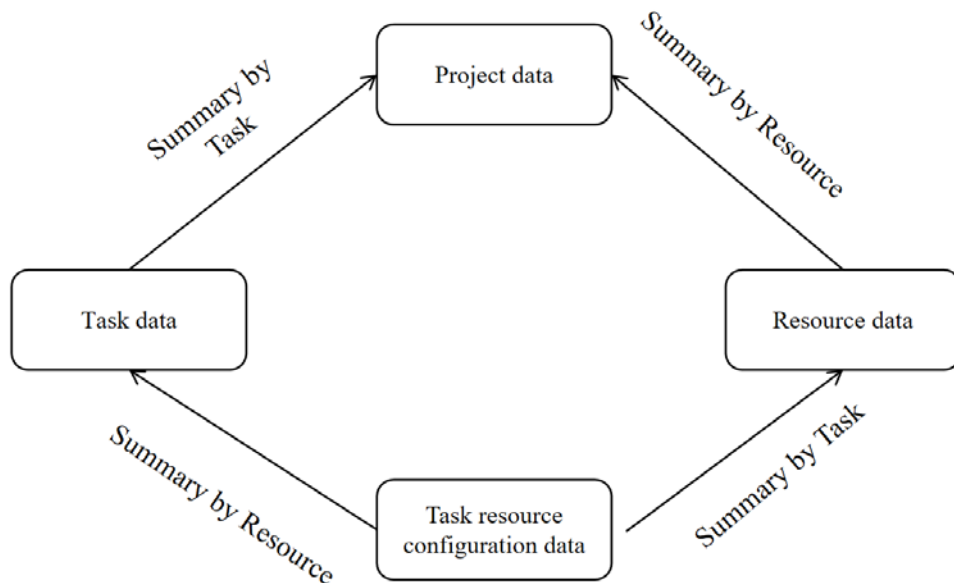 Project data
Summary by
Task
Summary by Resource
Task data
Resource data
Summary by Resource
Task resource
configuration data
Summary by Task